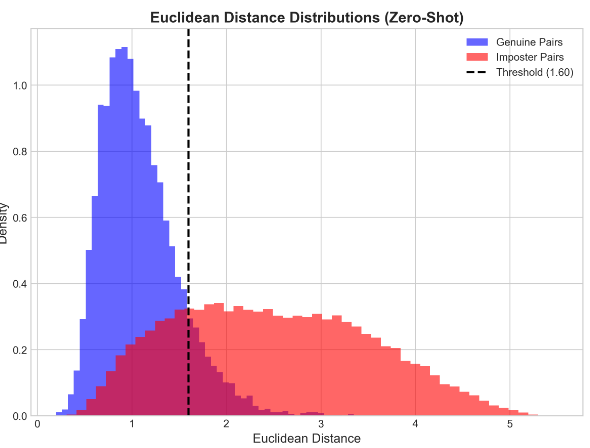 Euclidean Distance Distributions (Zero-Shot)
Genuine Pairs
Imposter Pairs
Threshold (1.60)
Density
1.0
0.8
0.6
0.4
0.2
0.0
0 1 2 3 4 5
Euclidean Distance